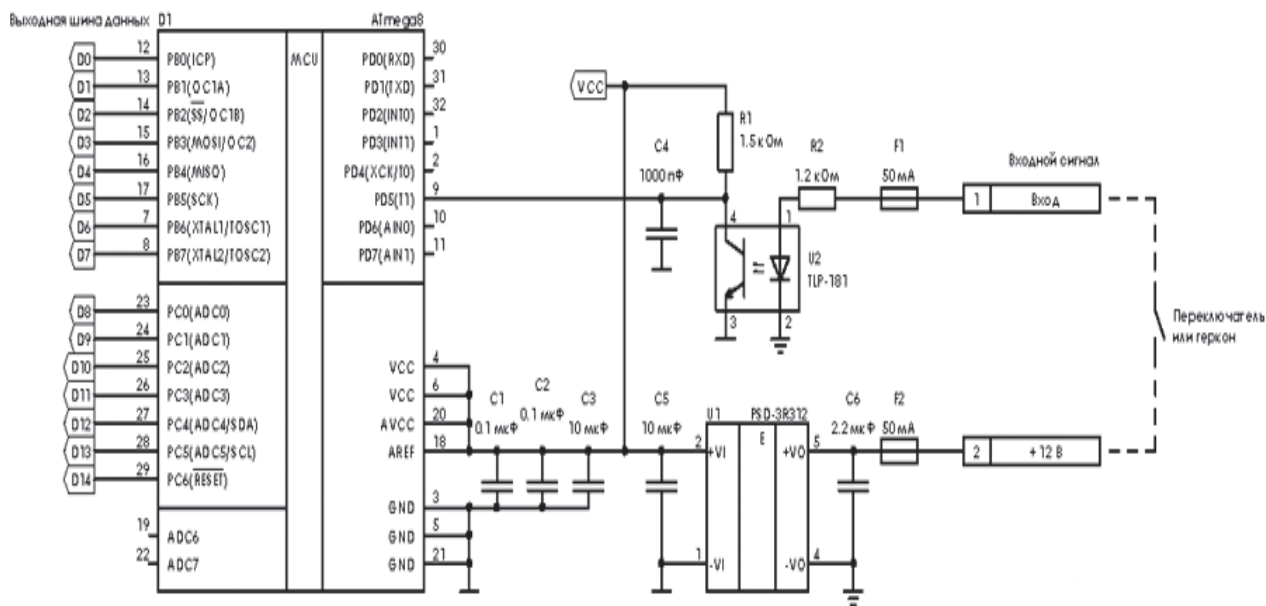 Выходная шина данных D1 ATmega8
MCU
D0 12 PB0(ICP)
D1 13 PB1(OC1A)
D2 14 PB2(SS/OC1B)
D3 15 PB3(MOSI/OC2)
D4 16 PB4(MISO)
D5 17 PB5(SCK)
D6 7 PB6(XTAL1/TOSC1)
D7 8 PB7(XTAL2/TOSC2)
D8 23 PC0(ADC0)
D9 24 PC1(ADC1)
D10 25 PC2(ADC2)
D11 26 PC3(ADC3)
D12 27 PC4(ADC4/SDA)
D13 28 PC5(ADC5/SCL)
D14 29 PC6(RESET)
19 ADC6
22 ADC7
PD0(RXD) 30
PD1(TXD) 31
PD2(INT0) 32
PD3(INT1) 1
PD4(XCK/T0) 2
PD5(T1) 9
PD6(AIN0) 10
PD7(AIN1) 11
VCC 4
VCC 6
AVCC 20
AREF 18
GND 3
GND 5
GND 21
VCC
R1
1.5 кОм
C4
1000 пФ
R2
1.2 кОм
F1
50 mA
Входной сигнал
1 Вход
4
1
U2
TLP-181
3
2
Переключатель
или геркон
C1
0.1 мкФ
C2
0.1 мкФ
C3
10 мкФ
C5
10 мкФ
U1 PSD-3R312
E
2 +VI
1 -VI
+VO 5
-VO 4
C6
2.2 мкФ
F2
50 mA
2 +12 В